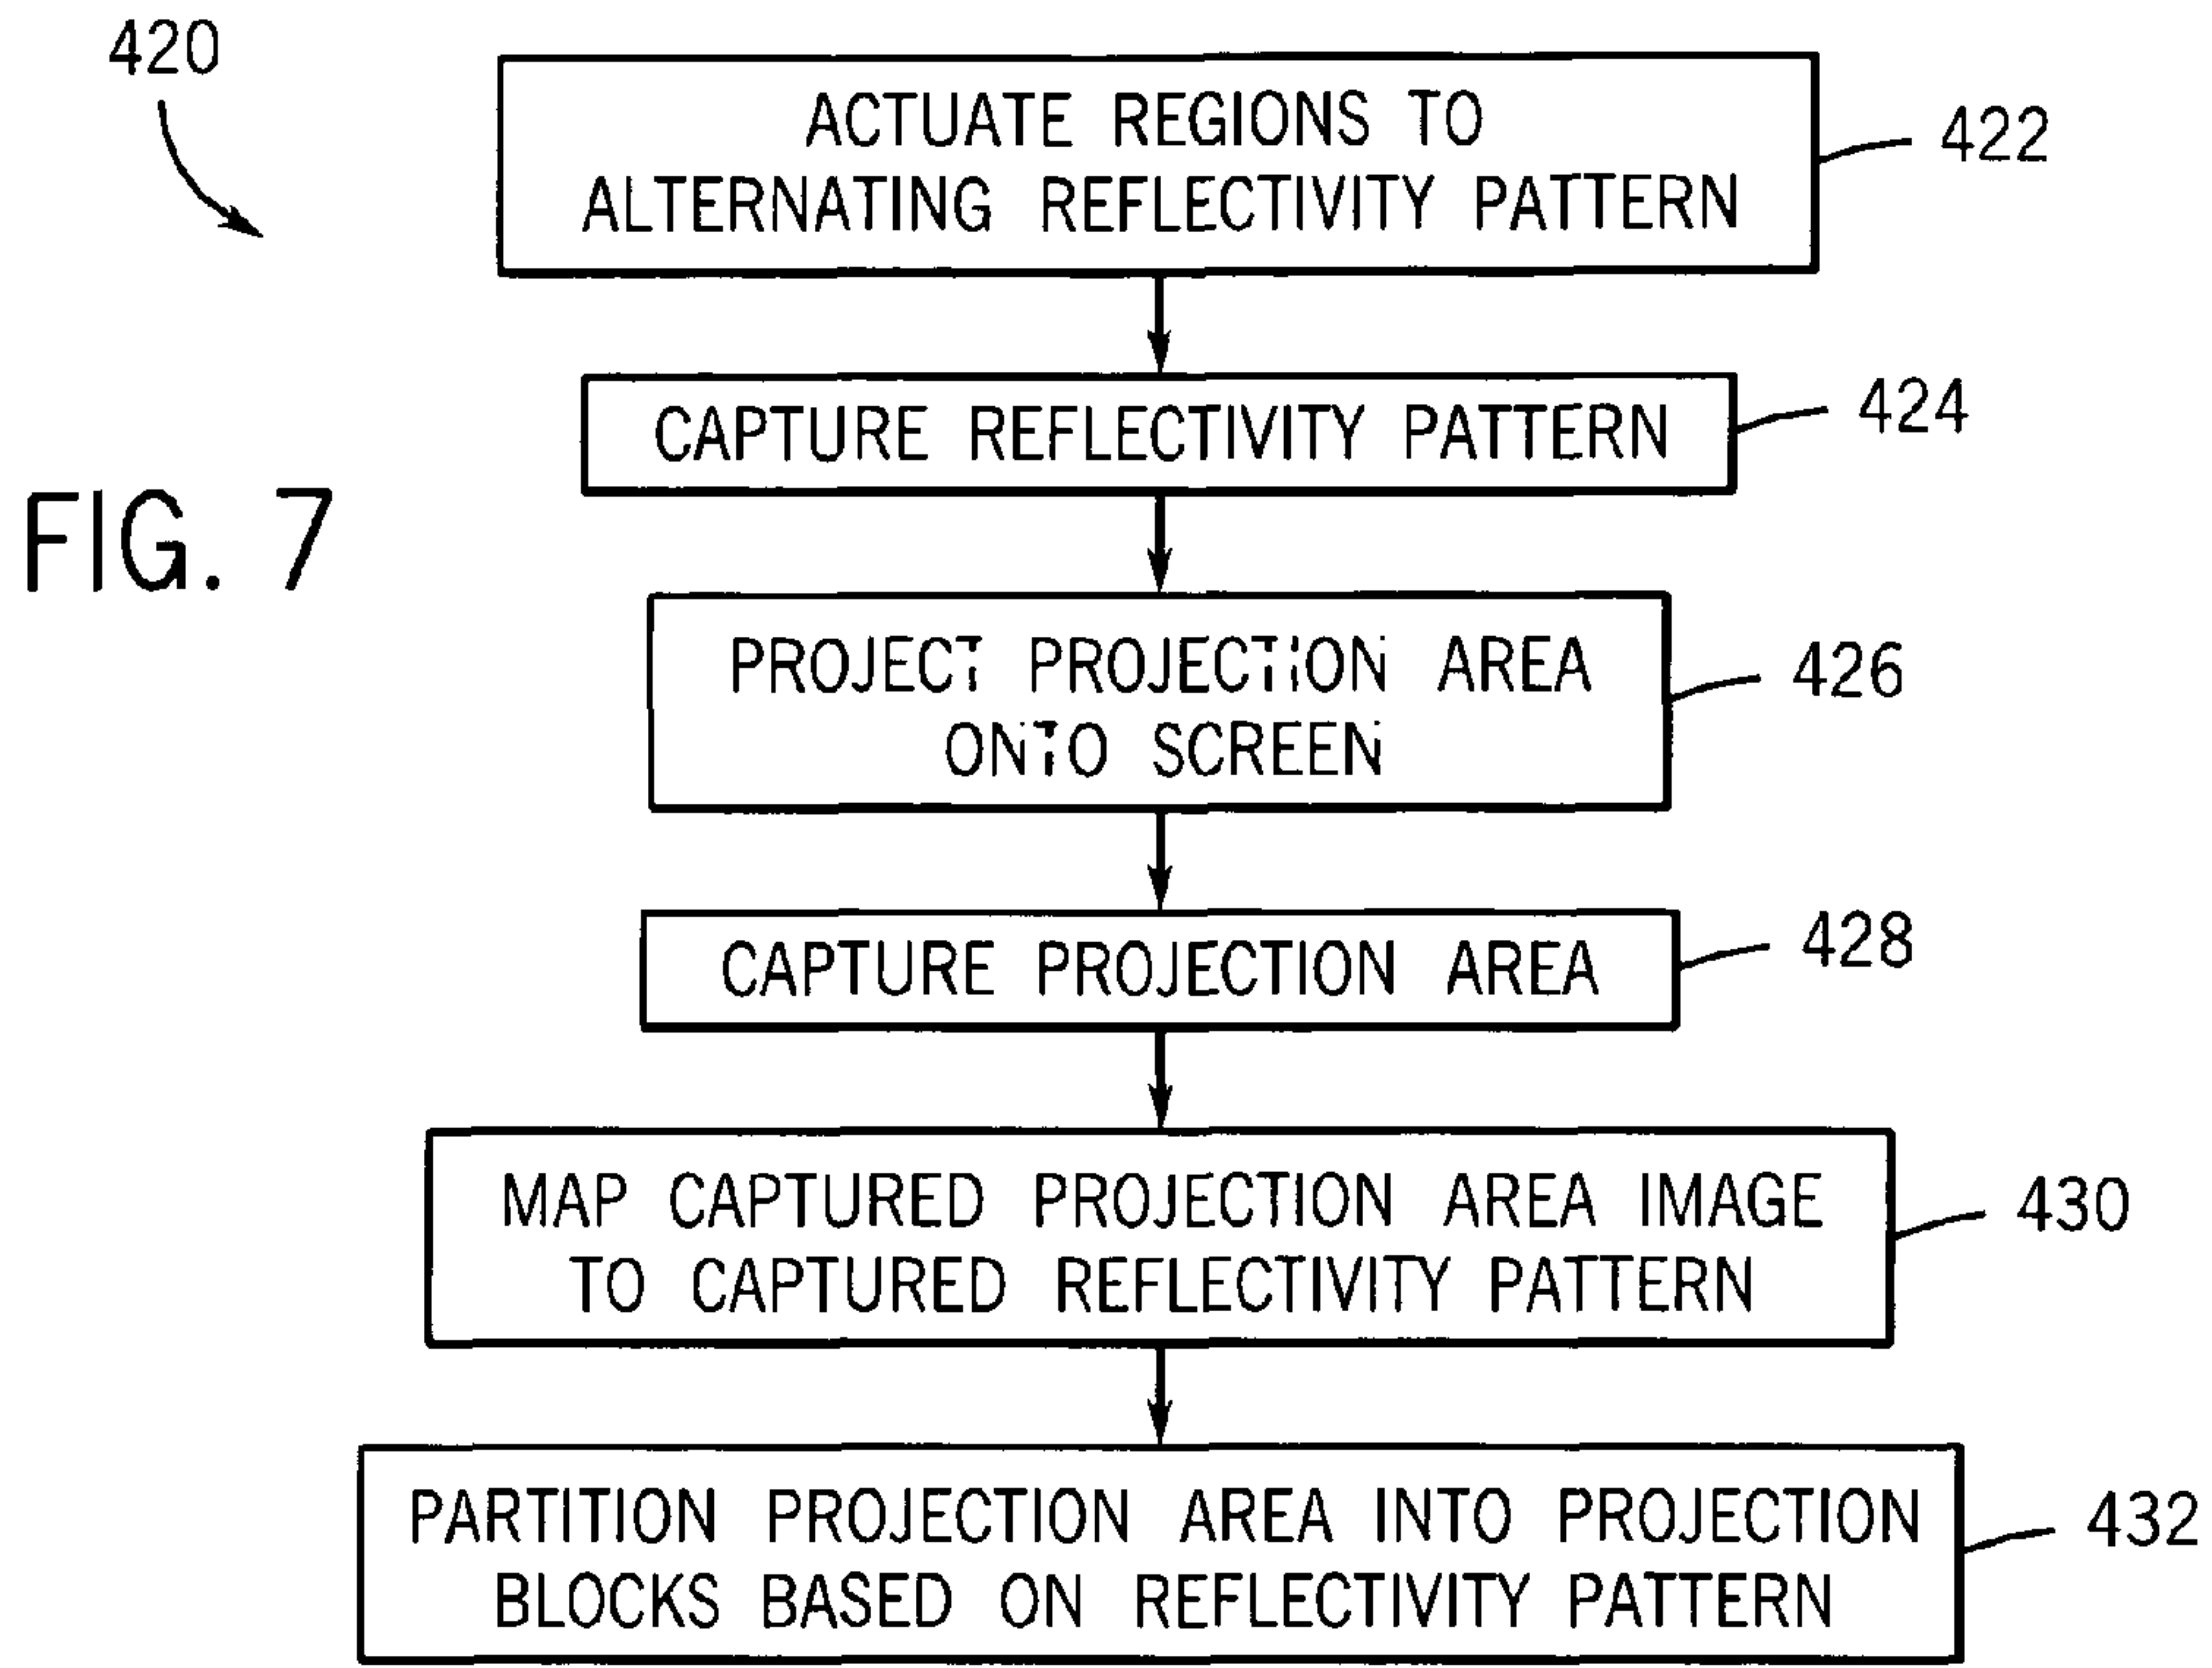 420
ACTUATE REGIONS TO
ALTERNATING REFLECTIVITY PATTERN
422
CAPTURE REFLECTIVITY PATTERN
424
FIG. 7
PROJECT PROJECTION AREA
ONTO SCREEN
426
CAPTURE PROJECTION AREA
428
MAP CAPTURED PROJECTION AREA IMAGE
TO CAPTURED REFLECTIVITY PATTERN
430
PARTITION PROJECTION AREA INTO PROJECTION
BLOCKS BASED ON REFLECTIVITY PATTERN
432